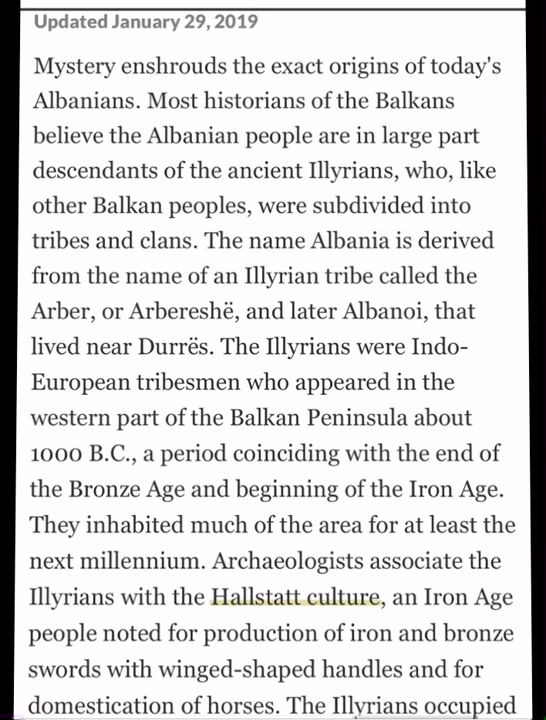 Updated January 29, 2019
Mystery enshrouds the exact origins of today's
Albanians. Most historians of the Balkans
believe the Albanian people are in large part
descendants of the ancient Illyrians, who, like
other Balkan peoples, were subdivided into
tribes and clans. The name Albania is derived
from the name of an Illyrian tribe called the
Arber, or Arbereshë, and later Albanoi, that
lived near Durrës. The Illyrians were Indo-
European tribesmen who appeared in the
western part of the Balkan Peninsula about
1000 B.C., a period coinciding with the end of
the Bronze Age and beginning of the Iron Age.
They inhabited much of the area for at least the
next millennium. Archaeologists associate the
Illyrians with the Hallstatt culture, an Iron Age
people noted for production of iron and bronze
swords with winged-shaped handles and for
domestication of horses. The Illyrians occupied